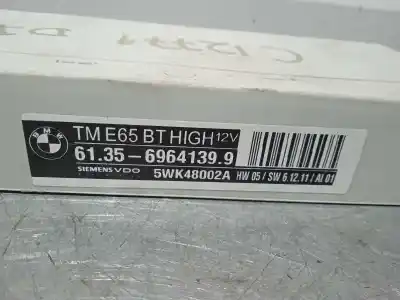 BMW
TM E65 BT HIGH 12V
61.35-6964139.9
SIEMENS VDO 5WK48002A HW 05 / SW 6 12.11 / AI 01